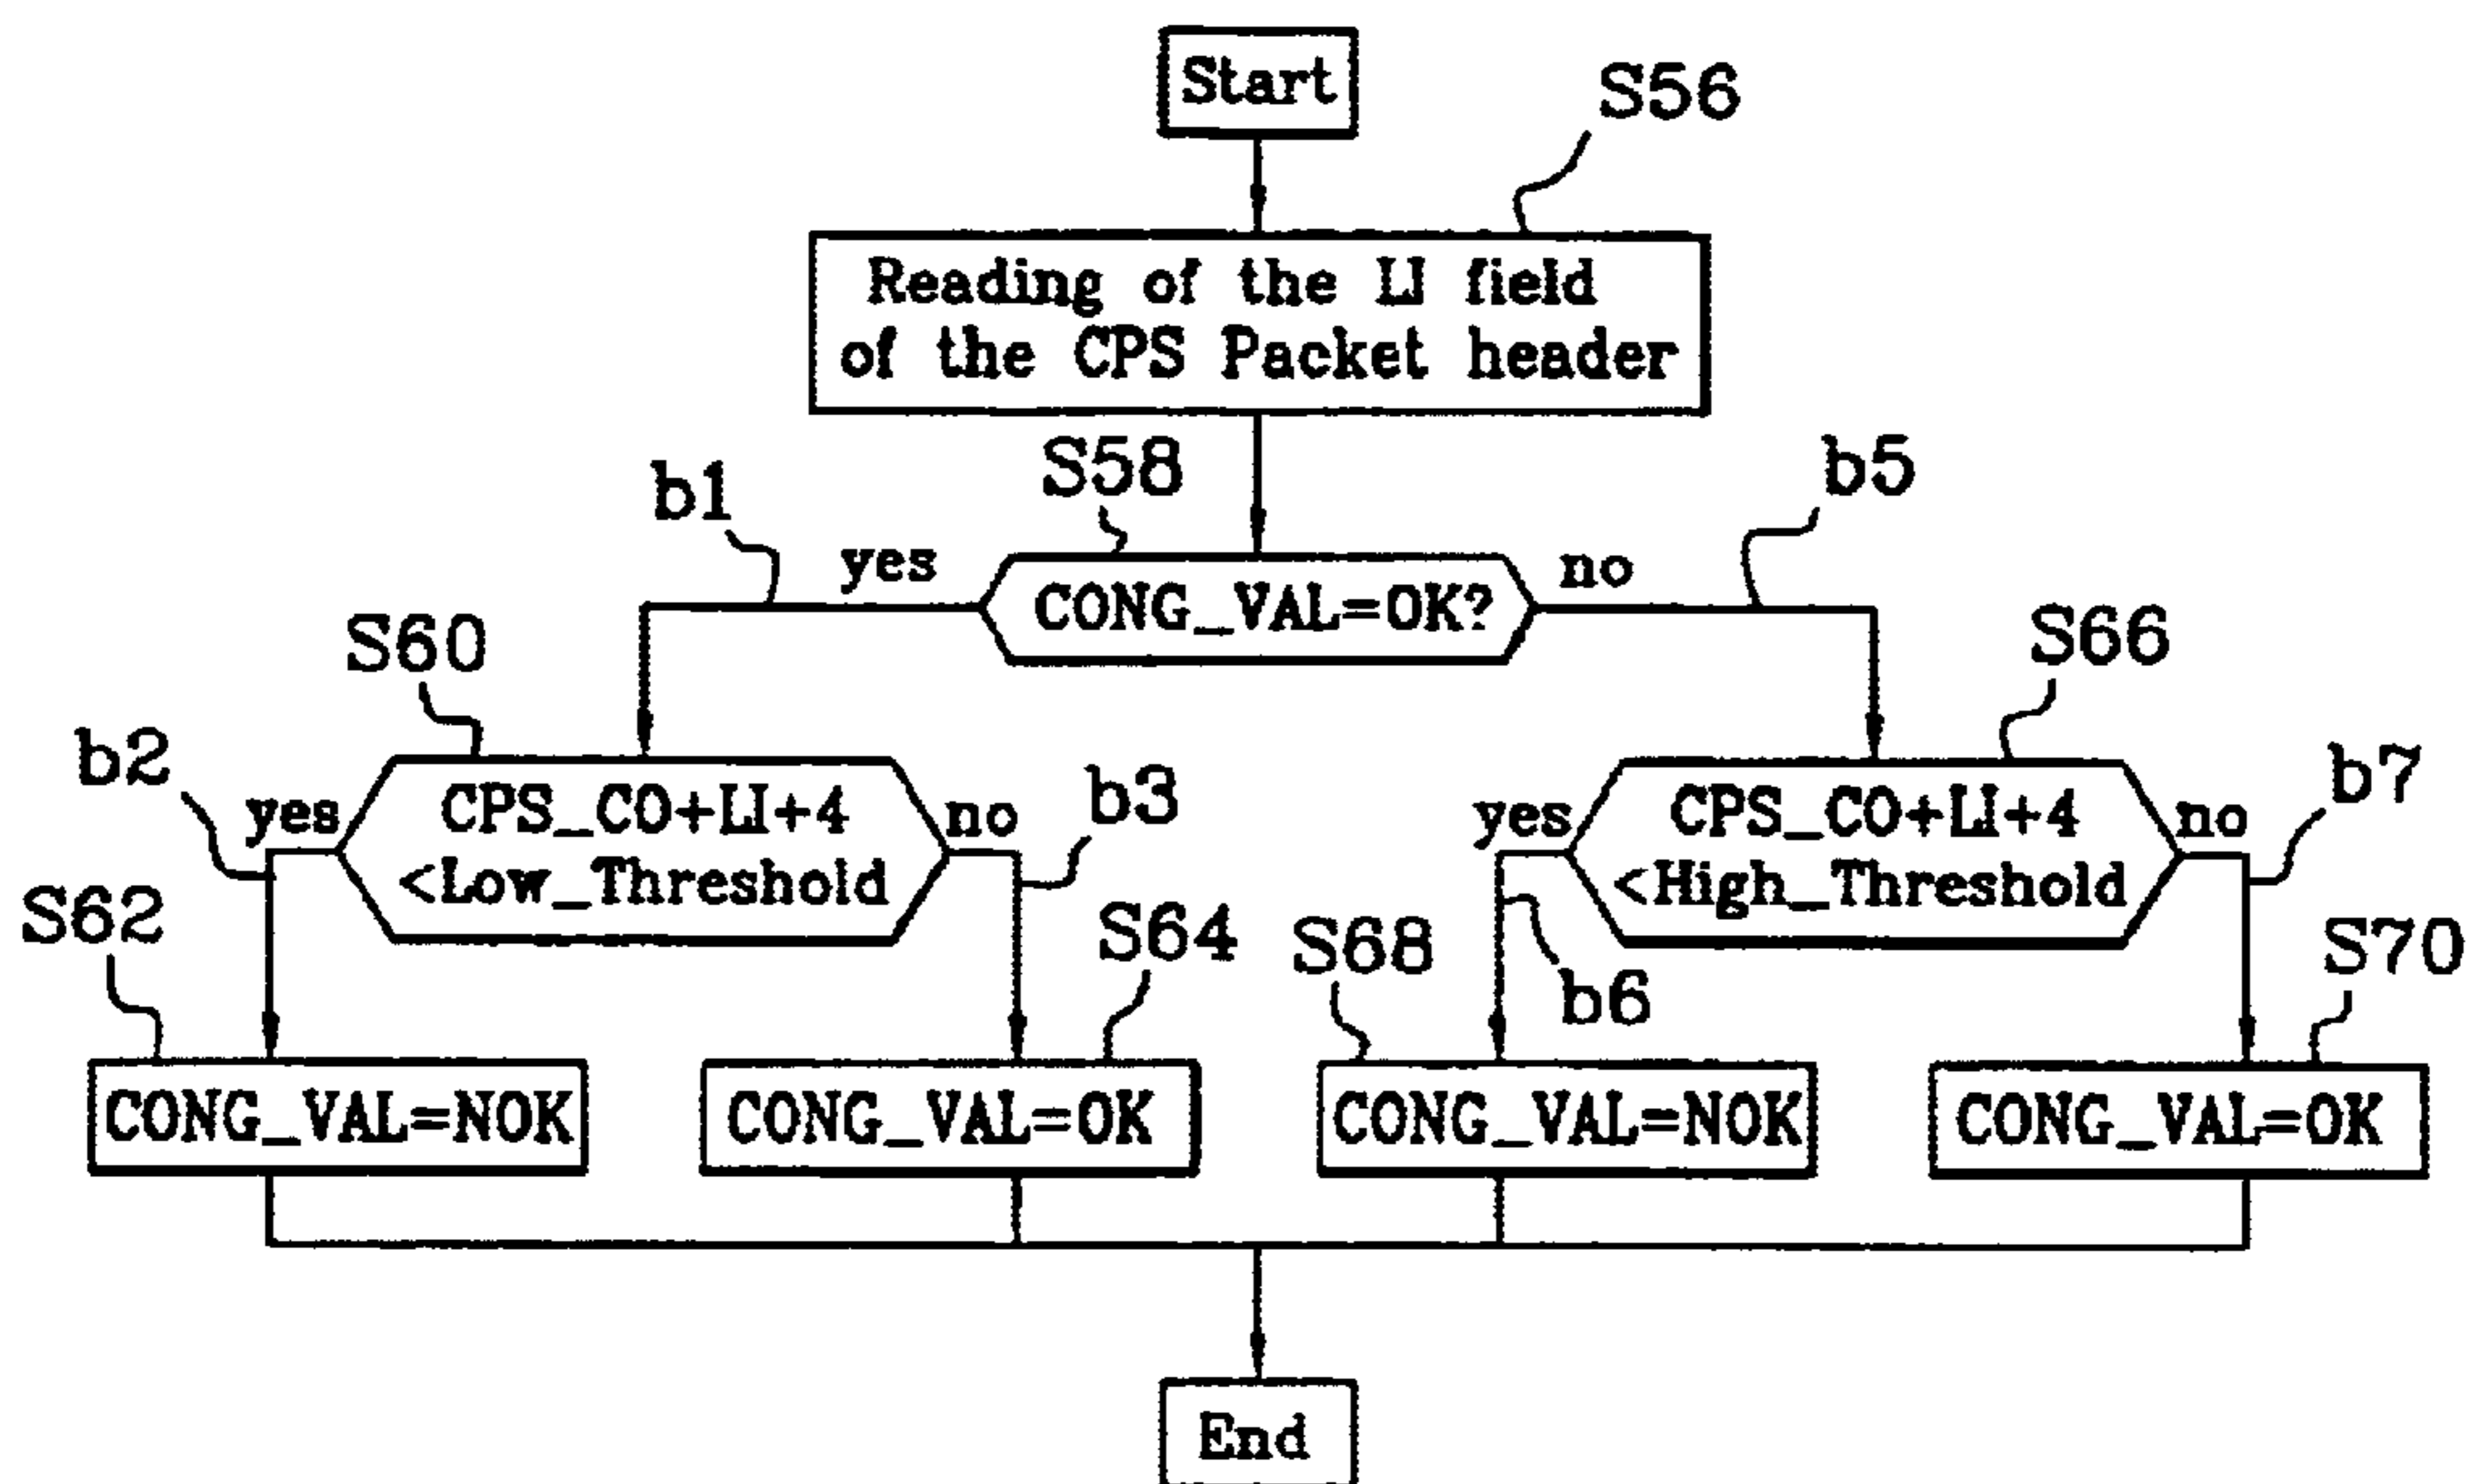 Start
S56
Reading of the LI field
of the CPS Packet header
S58
b1
b5
yes
CONG_VAL=OK?
no
S60
S66
b2
yes
CPS_CO+LI+4
<Low_Threshold
no
b3
yes
CPS_CO+LI+4
<High_Threshold
no
b7
S62
S64
S68
b6
S70
CONG_VAL=NOK
CONG_VAL=OK
CONG_VAL=NOK
CONG_VAL=OK
End